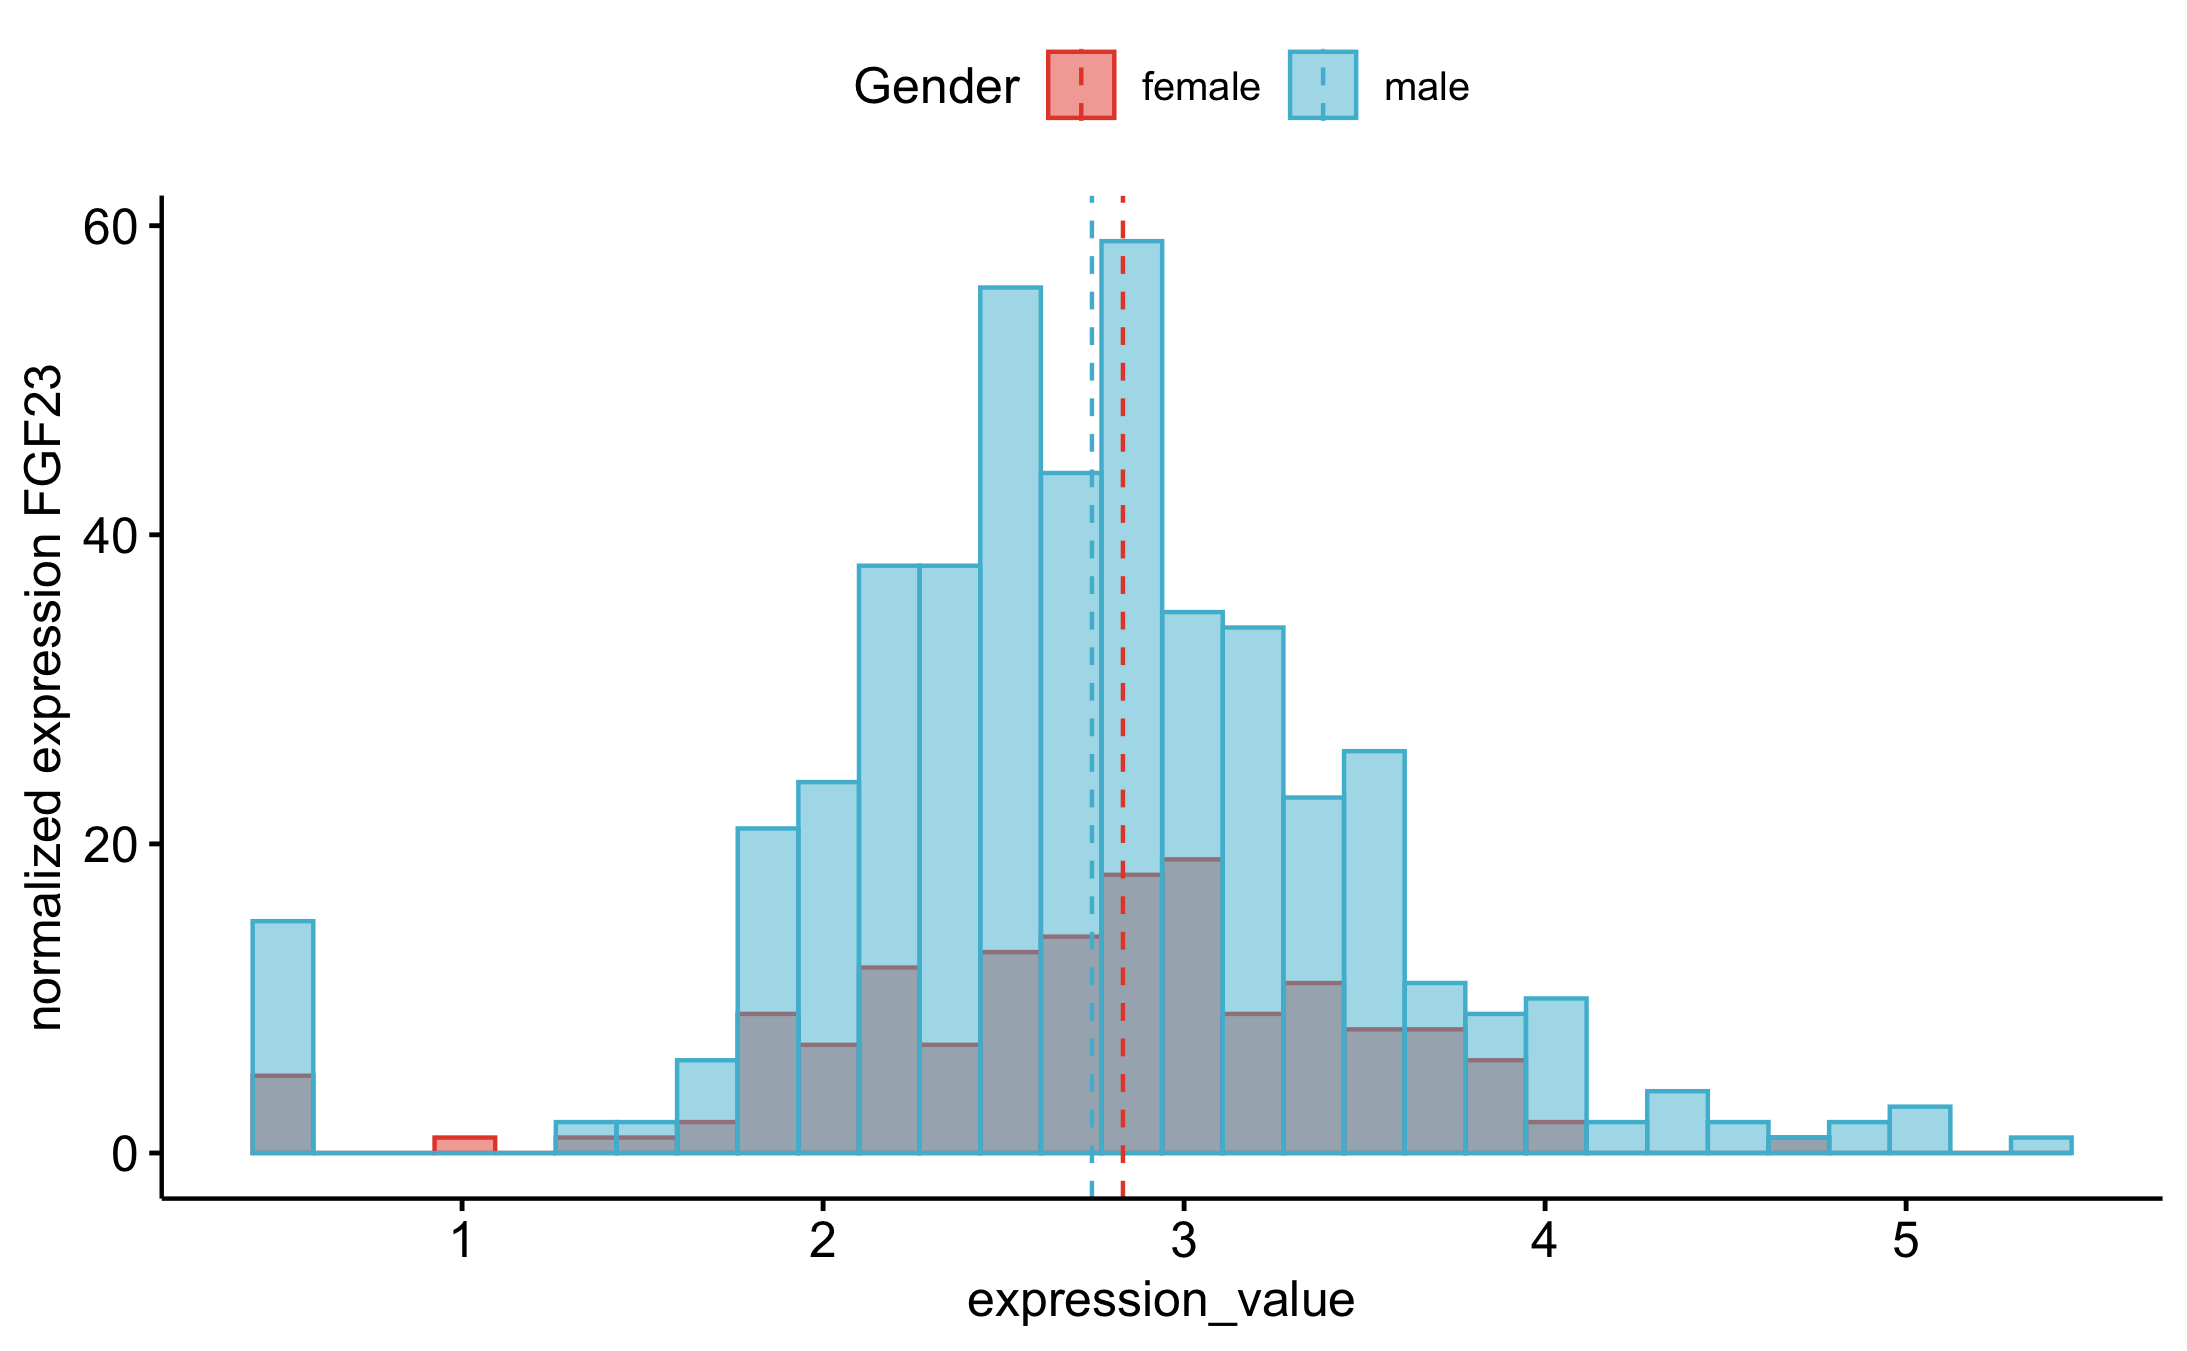 Gender female male
normalized expression FGF23
60
40
20
0
1 2 3 4 5
expression_value